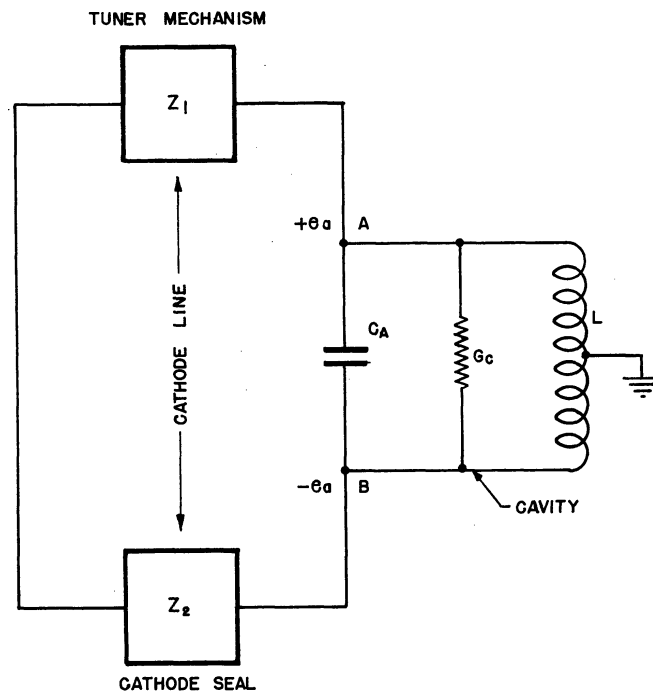 TUNER MECHANISM
Z1
+ea A
CATHODE LINE
CA
GC
L
-ea B
CAVITY
Z2
CATHODE SEAL